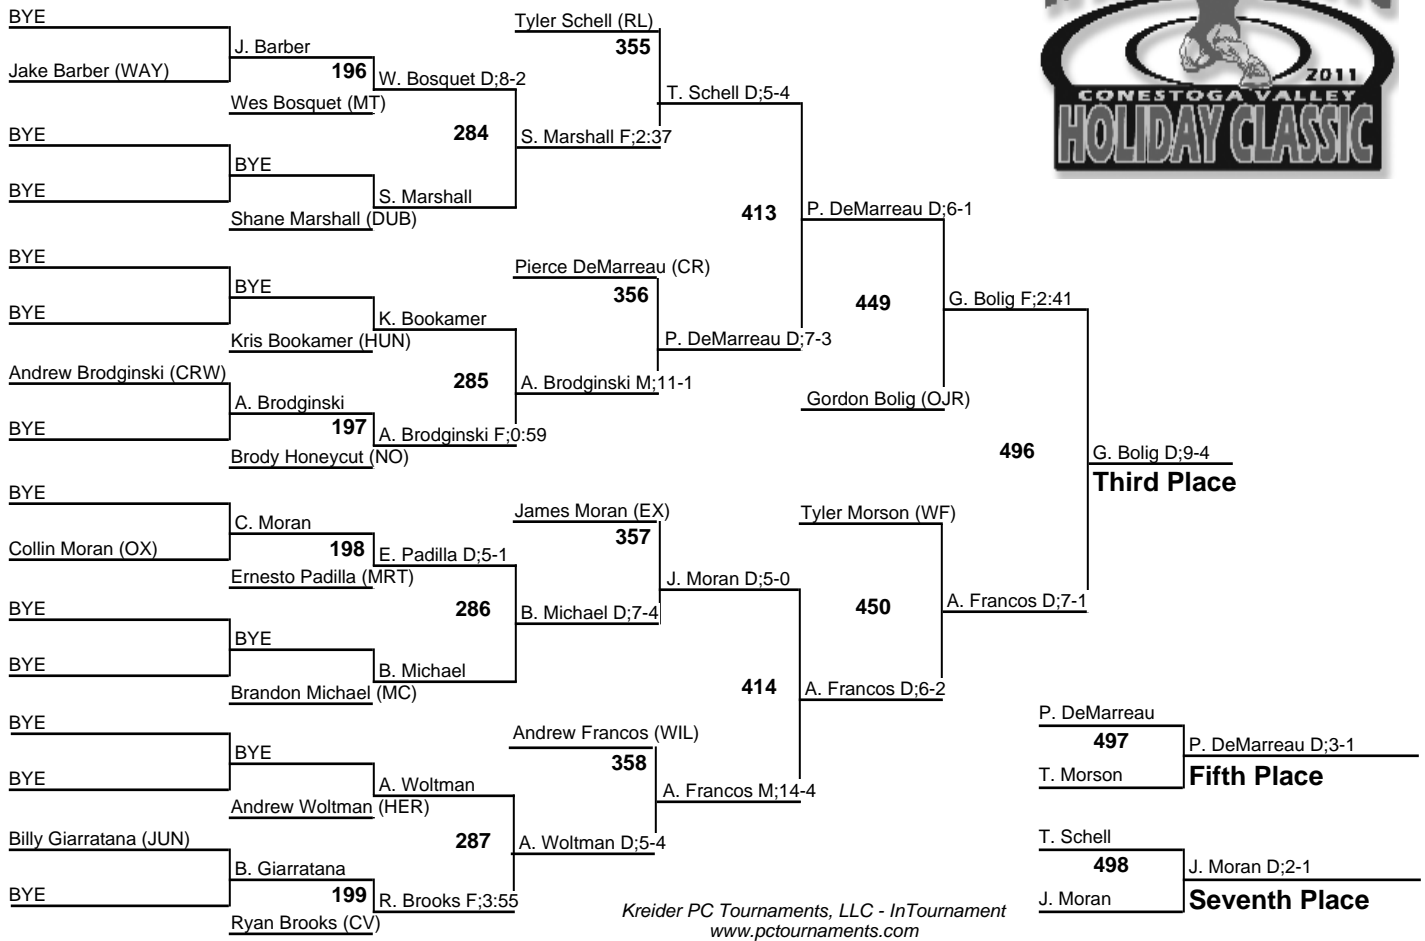 BYE
Jake Barber (WAY)
J. Barber
196
Wes Bosquet (MT)
W. Bosquet D;8-2
BYE
BYE
BYE
Shane Marshall (DUB)
S. Marshall
284
S. Marshall F;2:37
Tyler Schell (RL)
355
T. Schell D;5-4
BYE
BYE
BYE
Kris Bookamer (HUN)
K. Bookamer
Andrew Brodginski (CRW)
BYE
A. Brodginski
197
Brody Honeycut (NO)
A. Brodginski F;0:59
285
A. Brodginski M;11-1
Pierce DeMarreau (CR)
356
P. DeMarreau D;7-3
413
P. DeMarreau D;6-1
449
Gordon Bolig (OJR)
G. Bolig F;2:41
BYE
Collin Moran (OX)
C. Moran
198
Ernesto Padilla (MRT)
E. Padilla D;5-1
BYE
BYE
BYE
Brandon Michael (MC)
B. Michael
286
B. Michael D;7-4
James Moran (EX)
357
J. Moran D;5-0
BYE
BYE
BYE
Andrew Woltman (HER)
A. Woltman
Billy Giarratana (JUN)
BYE
B. Giarratana
199
Ryan Brooks (CV)
R. Brooks F;3:55
287
A. Woltman D;5-4
Andrew Francos (WIL)
358
A. Francos M;14-4
414
A. Francos D;6-2
Tyler Morson (WF)
450
A. Francos D;7-1
496
G. Bolig D;9-4
Third Place
P. DeMarreau
497
T. Morson
P. DeMarreau D;3-1
Fifth Place
T. Schell
498
J. Moran
J. Moran D;2-1
Seventh Place
2011
CONESTOGA VALLEY
HOLIDAY CLASSIC
Kreider PC Tournaments, LLC - InTournament
www.pctournaments.com